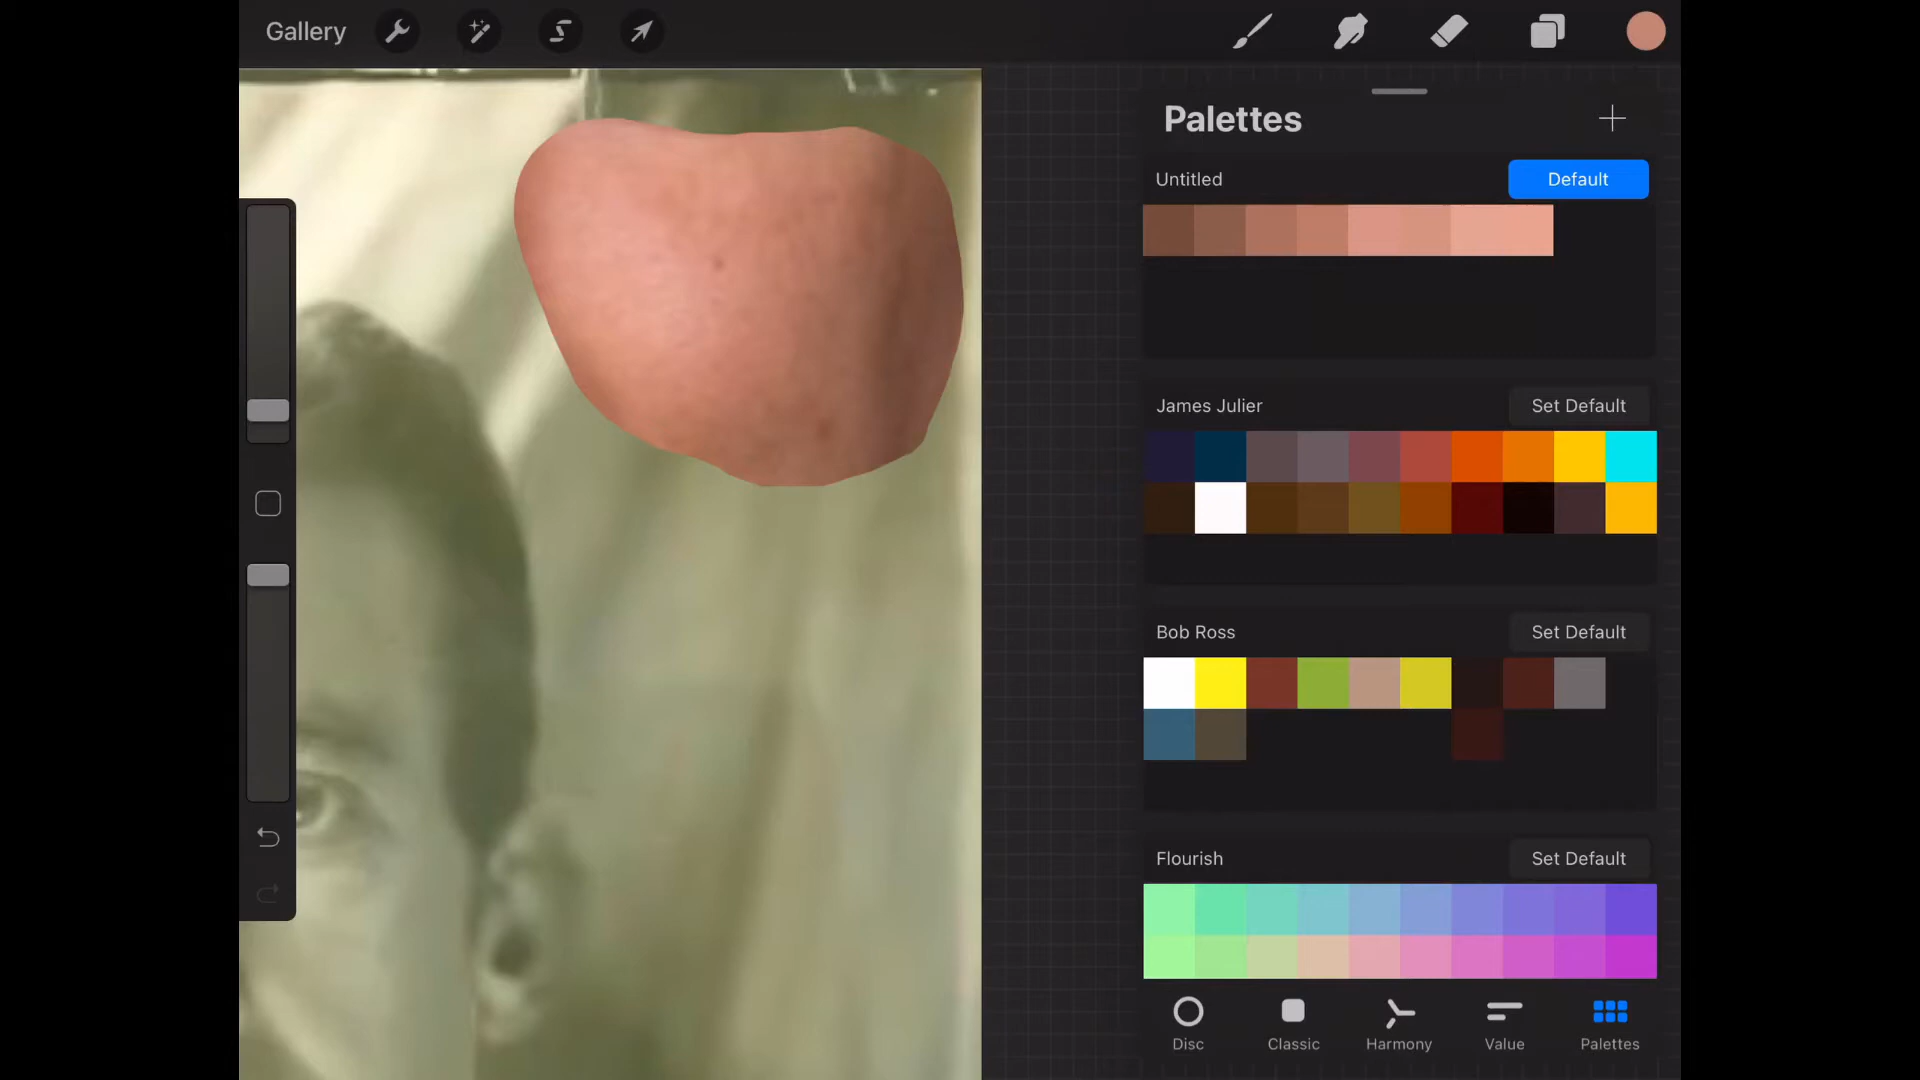 Gallery
Palettes
Untitled
Default
James Julier
Set Default
Bob Ross
Set Default
Flourish
Set Default
Disc
Classic
Harmony
Value
Palettes